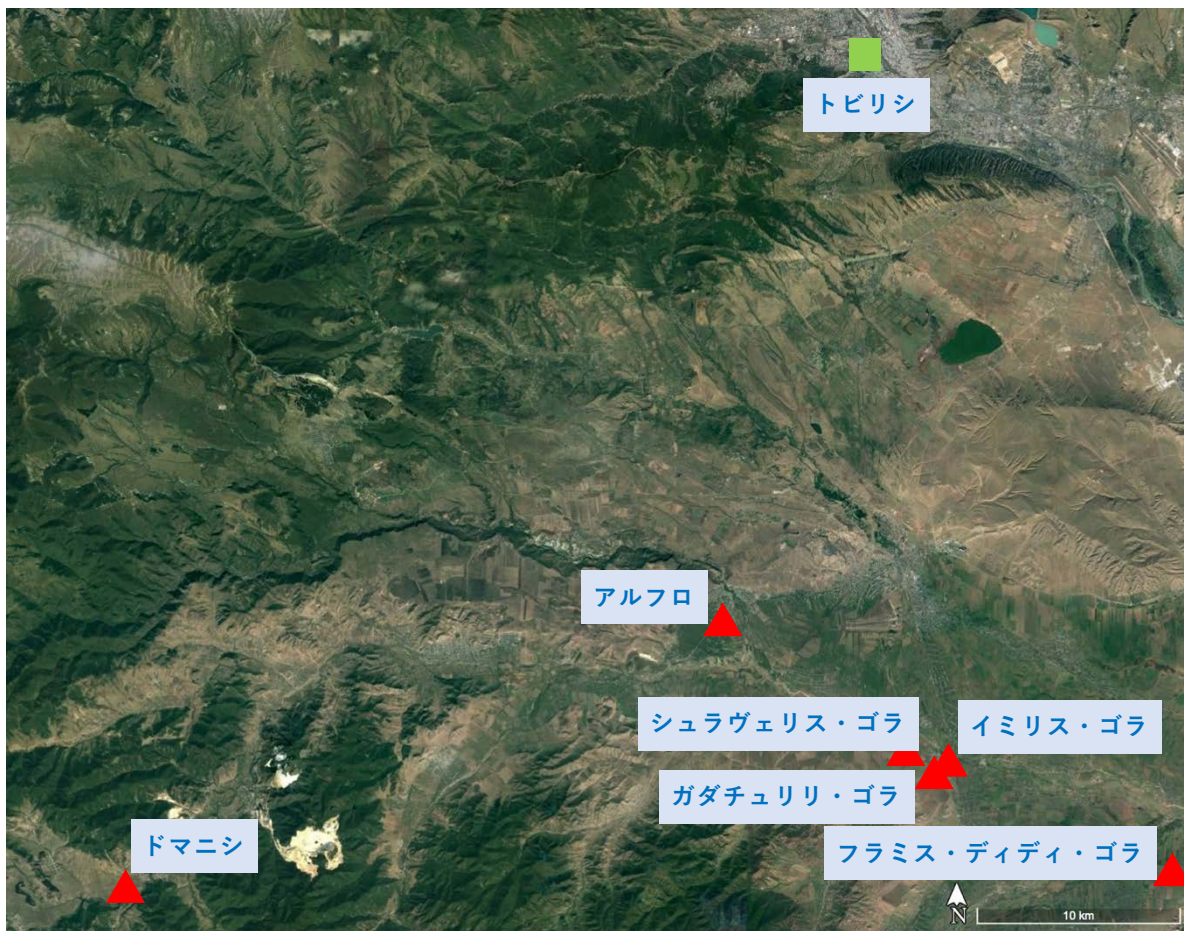 トビリシ
アルフロ
シュラヴェリス・ゴラ
イミリス・ゴラ
ガダチュリリ・ゴラ
ドマニシ
フラミス・ディディ・ゴラ
N
10 km